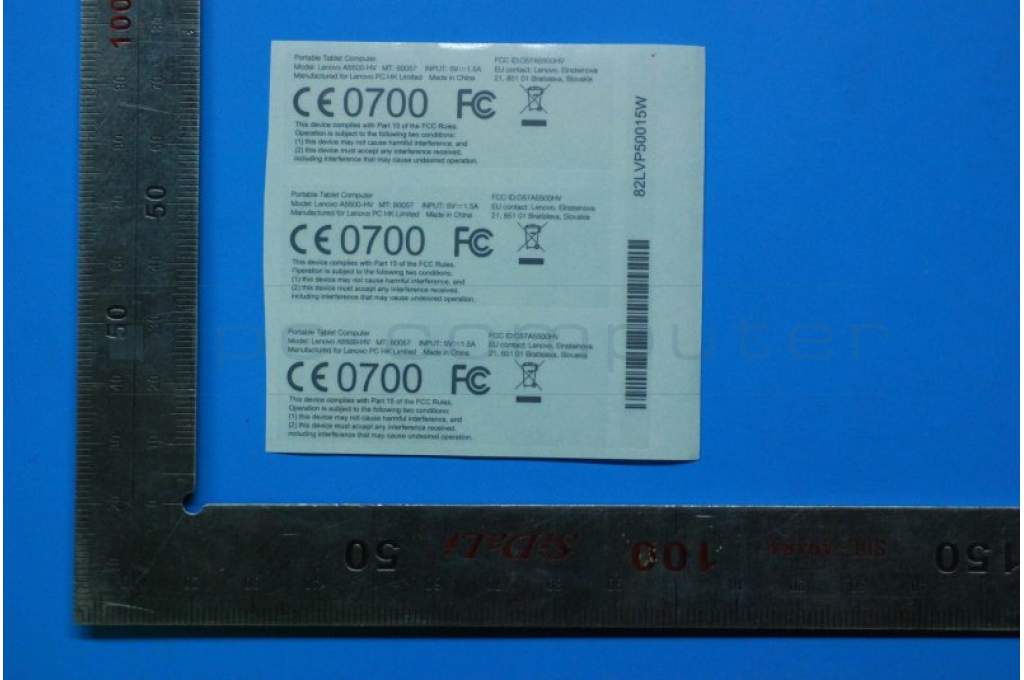 100
50
50
Portable Tablet Computer
Model: Lenovo A5500-HV MT: 60057 INPUT: 5V⎓1.5A
Manufactured for Lenovo PC HK Limited Made in China
FCC ID:O57A5500HV
EU contact: Lenovo, Einsteinova
21, 851 01 Bratislava, Slovakia
CE 0700 FC
This device complies with Part 15 of the FCC Rules.
Operation is subject to the following two conditions:
(1) this device may not cause harmful interference, and
(2) this device must accept any interference received,
including interference that may cause undesired operation.
Portable Tablet Computer
Model: Lenovo A5500-HV MT: 60057 INPUT: 5V⎓1.5A
Manufactured for Lenovo PC HK Limited Made in China
FCC ID:O57A5500HV
EU contact: Lenovo, Einsteinova
21, 851 01 Bratislava, Slovakia
CE 0700 FC
This device complies with Part 15 of the FCC Rules.
Operation is subject to the following two conditions:
(1) this device may not cause harmful interference, and
(2) this device must accept any interference received,
including interference that may cause undesired operation.
Portable Tablet Computer
Model: Lenovo A5500-HV MT: 60057 INPUT: 5V⎓1.5A
Manufactured for Lenovo PC HK Limited Made in China
FCC ID:O57A5500HV
EU contact: Lenovo, Einsteinova
21, 851 01 Bratislava, Slovakia
CE 0700 FC
This device complies with Part 15 of the FCC Rules.
Operation is subject to the following two conditions:
(1) this device may not cause harmful interference, and
(2) this device must accept any interference received,
including interference that may cause undesired operation.
82LVP50015W
computer
50 SiDaLi 100 150